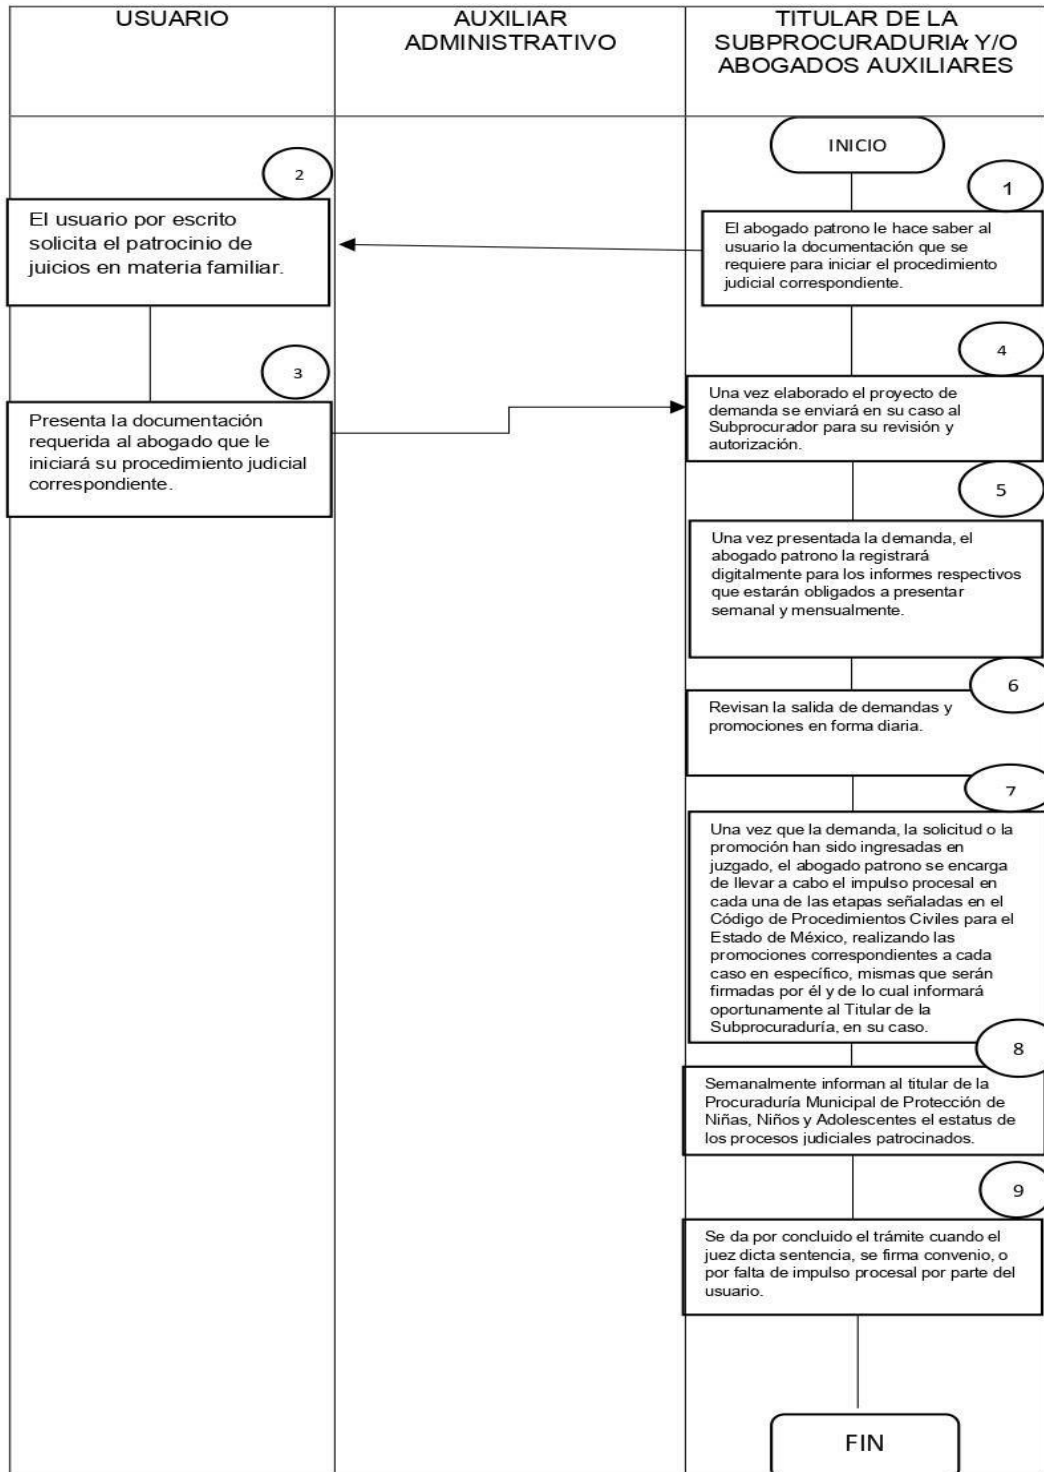 USUARIO
AUXILIAR
ADMINISTRATIVO
TITULAR DE LA
SUBPROCURADURIA Y/O
ABOGADOS AUXILIARES
INICIO
1
El abogado patrono le hace saber al
usuario la documentación que se
requiere para iniciar el procedimiento
judicial correspondiente.
2
El usuario por escrito
solicita el patrocinio de
juicios en materia familiar.
3
Presenta la documentación
requerida al abogado que le
iniciará su procedimiento judicial
correspondiente.
4
Una vez elaborado el proyecto de
demanda se enviará en su caso al
Subprocurador para su revisión y
autorización.
5
Una vez presentada la demanda, el
abogado patrono la registrará
digitalmente para los informes respectivos
que estarán obligados a presentar
semanal y mensualmente.
6
Revisan la salida de demandas y
promociones en forma diaria.
7
Una vez que la demanda, la solicitud o la
promoción han sido ingresadas en
juzgado, el abogado patrono se encarga
de llevar a cabo el impulso procesal en
cada una de las etapas señaladas en el
Código de Procedimientos Civiles para el
Estado de México, realizando las
promociones correspondientes a cada
caso en específico, mismas que serán
firmadas por él y de lo cual informará
oportunamente al Titular de la
Subprocuraduría, en su caso.
8
Semanalmente informan al titular de la
Procuraduría Municipal de Protección de
Niñas, Niños y Adolescentes el estatus de
los procesos judiciales patrocinados.
9
Se da por concluido el trámite cuando el
juez dicta sentencia, se firma convenio, o
por falta de impulso procesal por parte del
usuario.
FIN